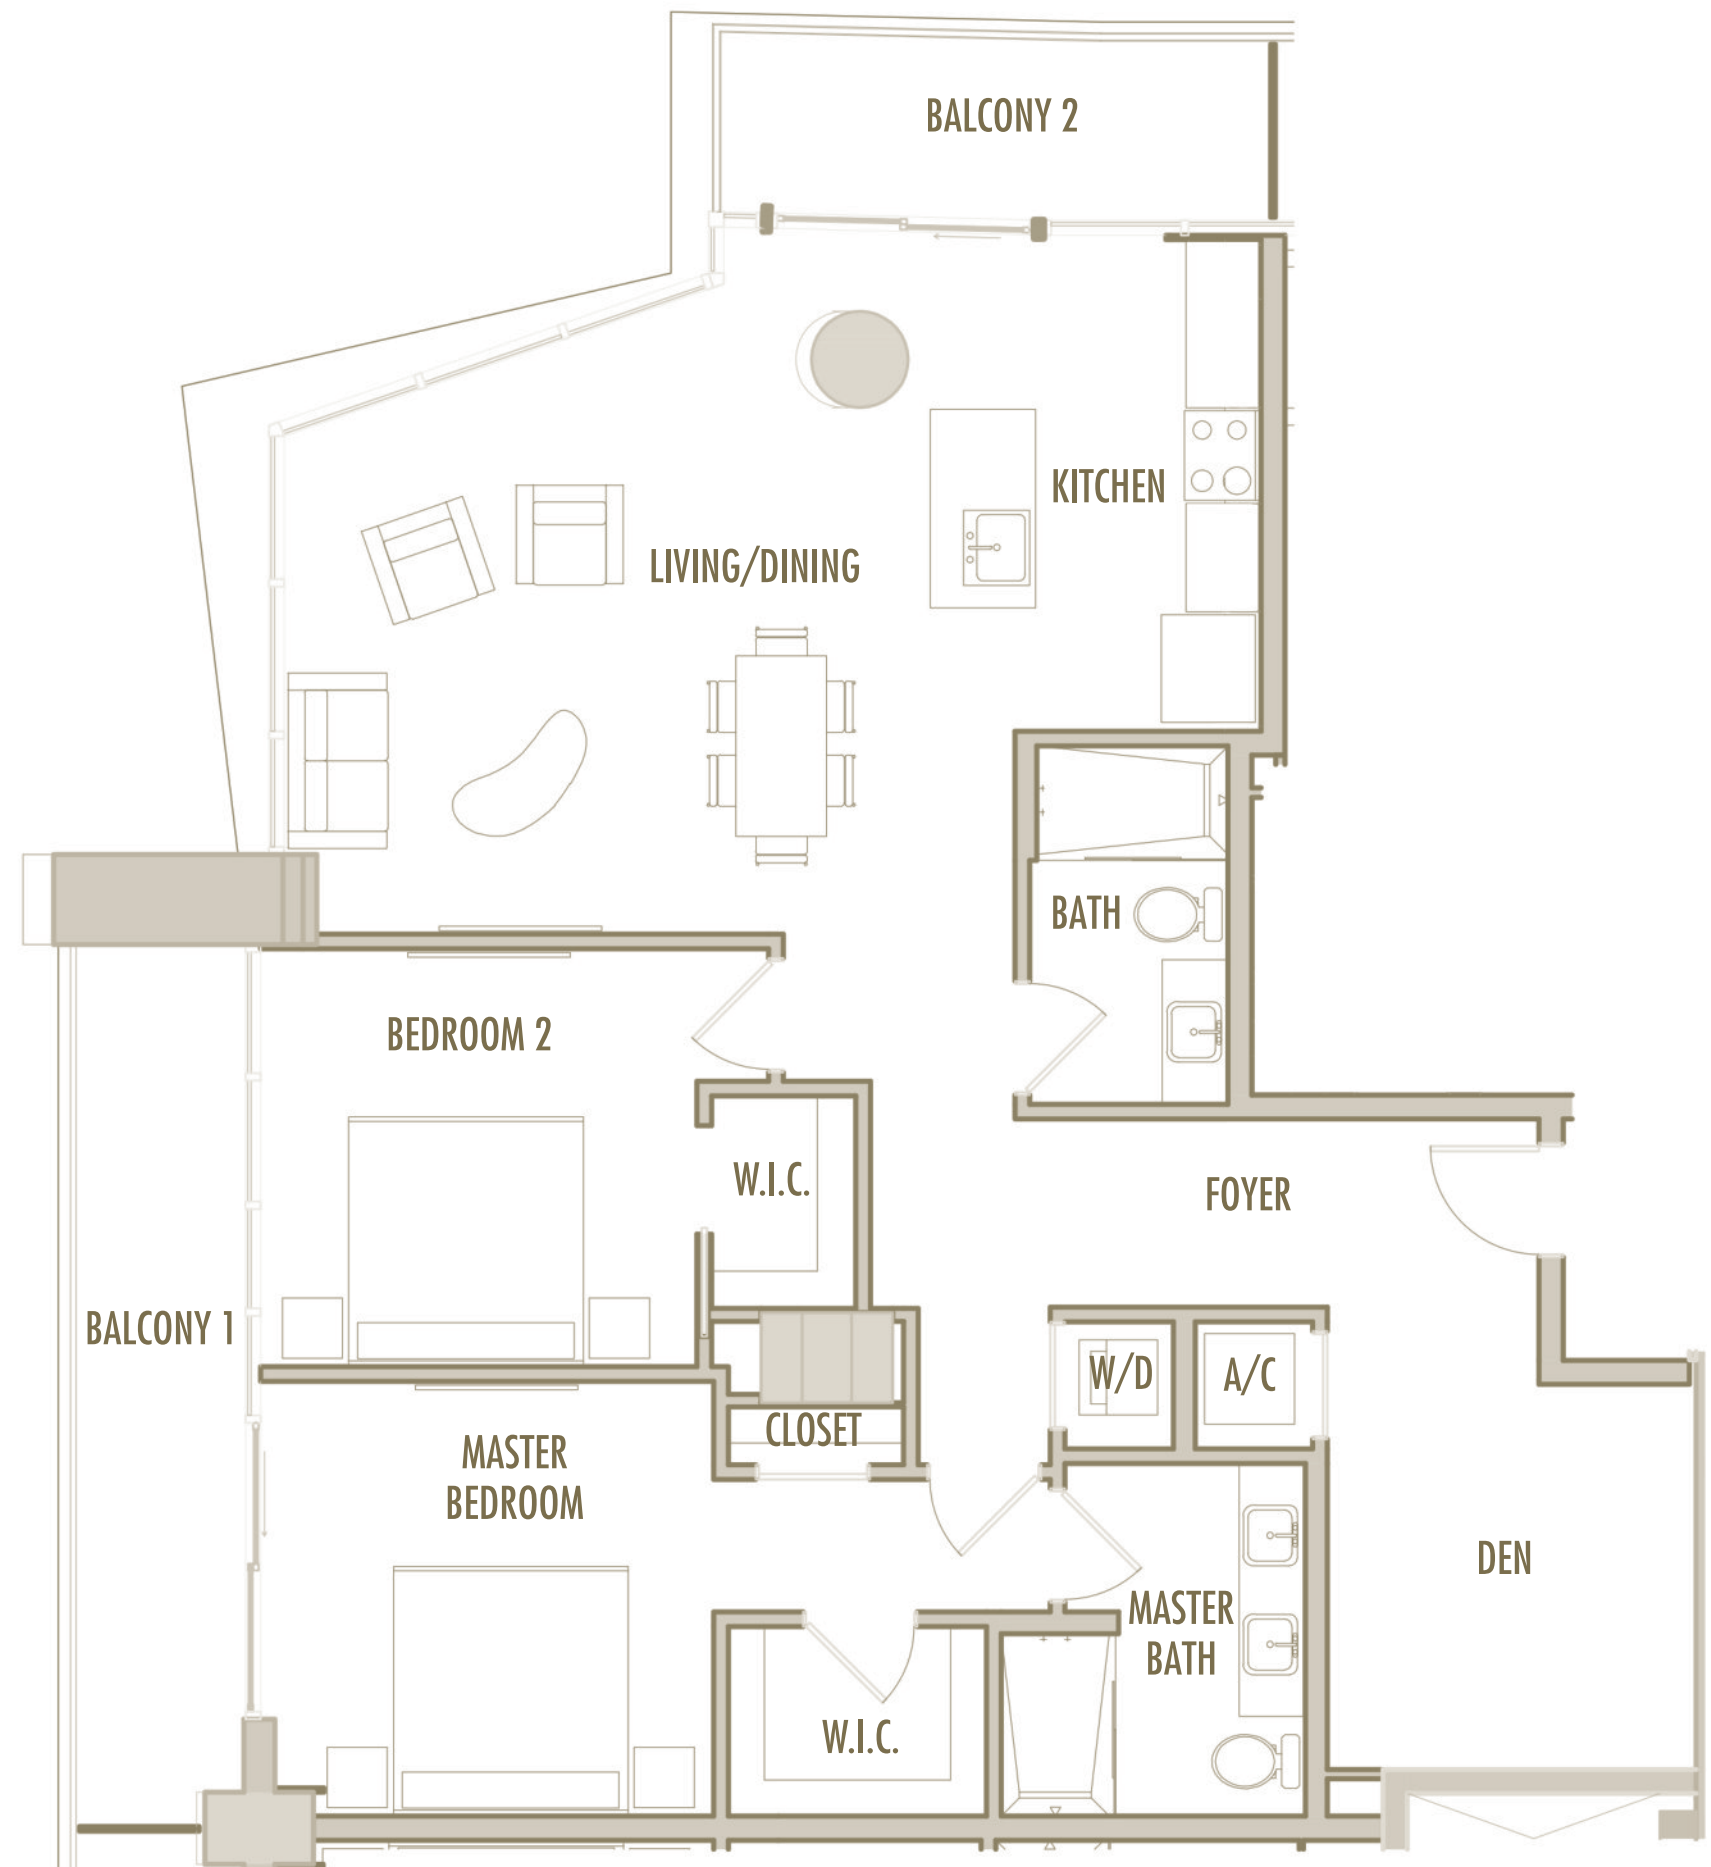 BALCONY 2
KITCHEN
LIVING/DINING
BATH
BEDROOM 2
W.I.C.
FOYER
BALCONY 1
W/D
A/C
CLOSET
MASTER
BEDROOM
DEN
MASTER
BATH
W.I.C.